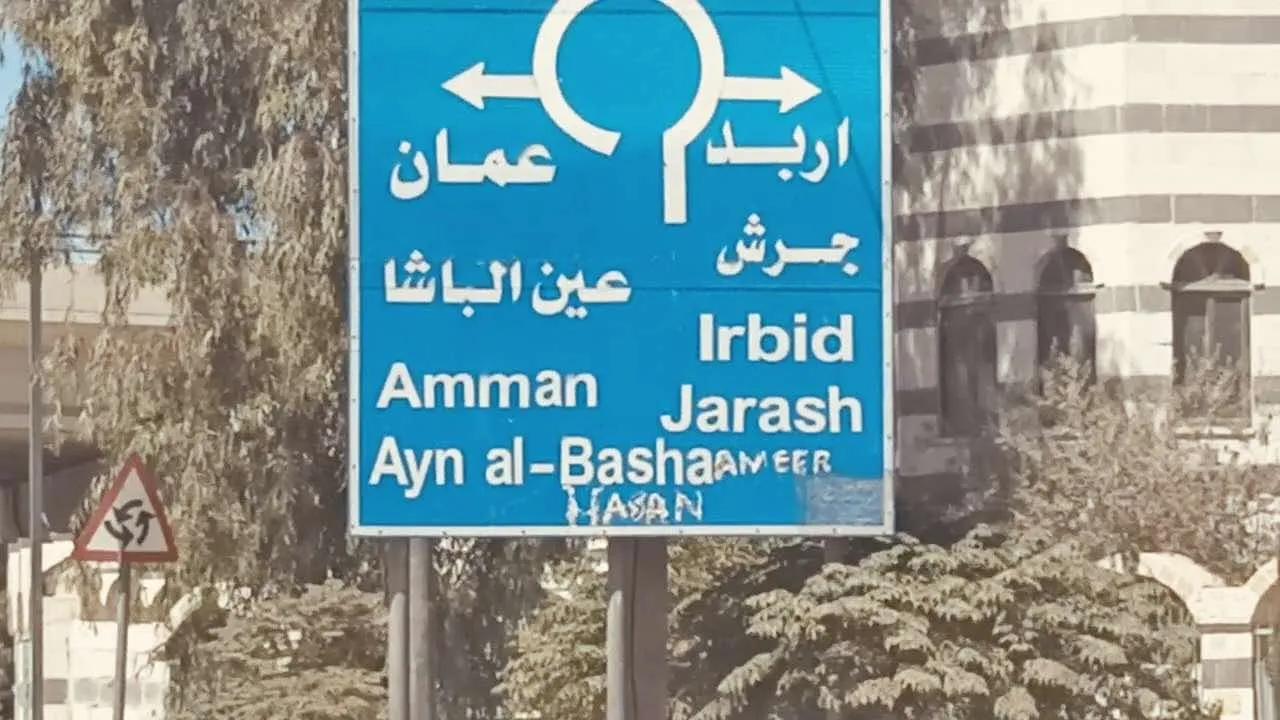 عمان
عين الباشا
اربد
جرش
Amman
Ayn al-Basha
Irbid
Jarash
AMEER
HASAN